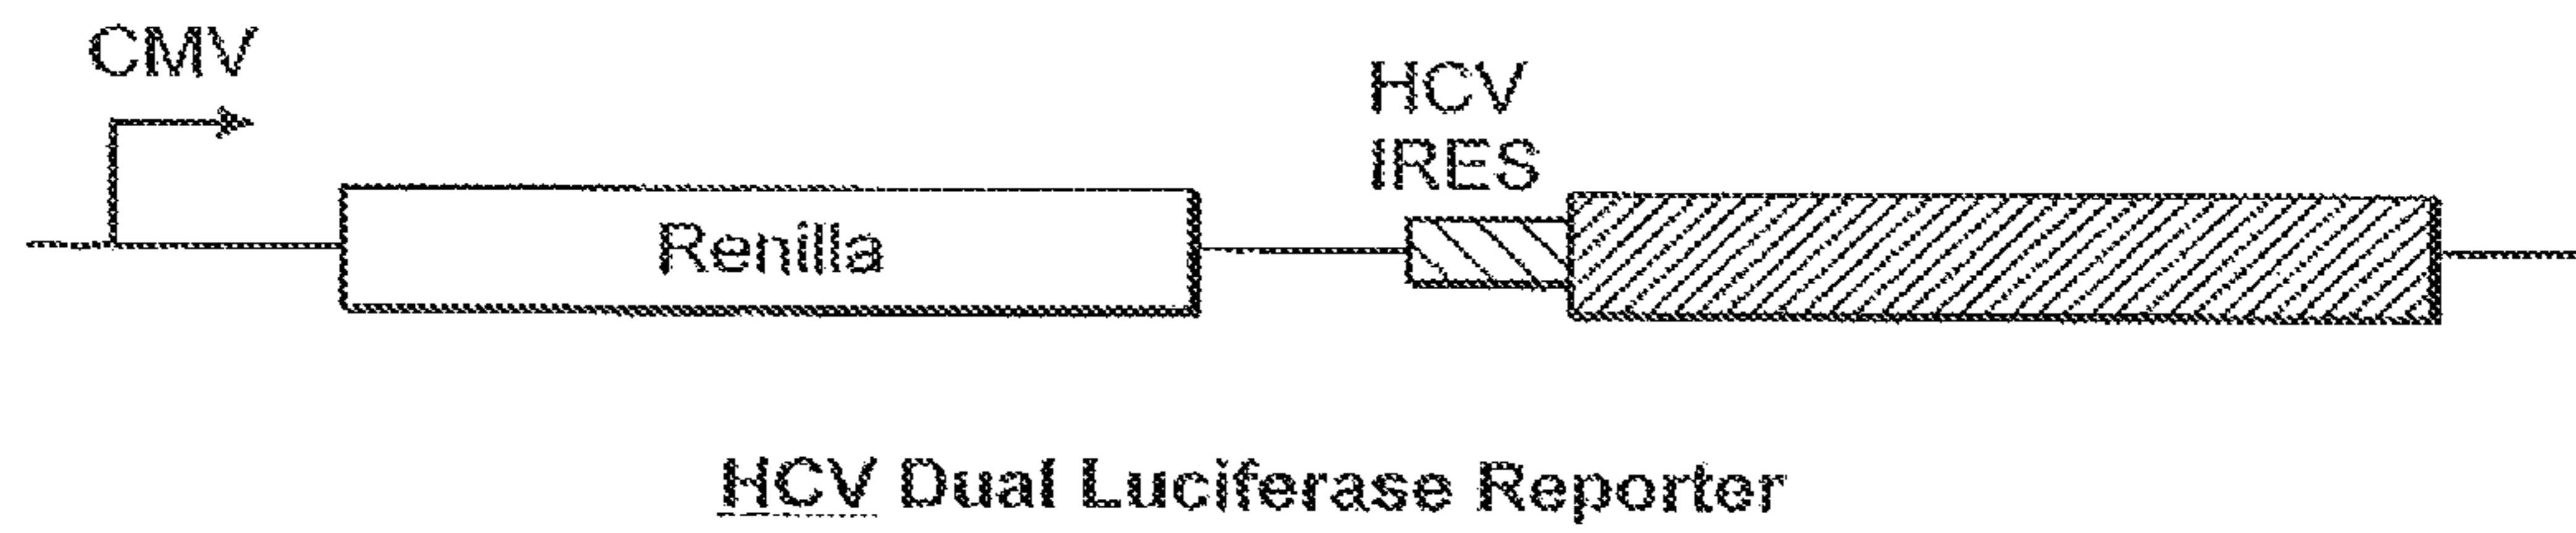 CMV
HCV
IRES
Renilla
HCV Dual Luciferase Reporter